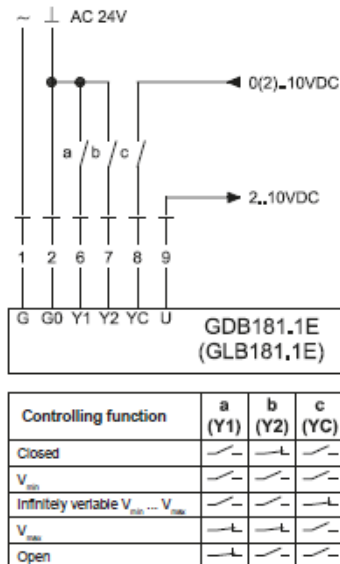 ~ ⊥ AC 24V
0(2)..10VDC
a b c
2..10VDC
1 2 6 7 8 9
G G0 Y1 Y2 YC U
GDB181.1E
(GLB181.1E)
Controlling function a (Y1) b (Y2) c (YC)
Closed
Vmin
Infinitely veriable Vmin ... Vmax
Vmax
Open